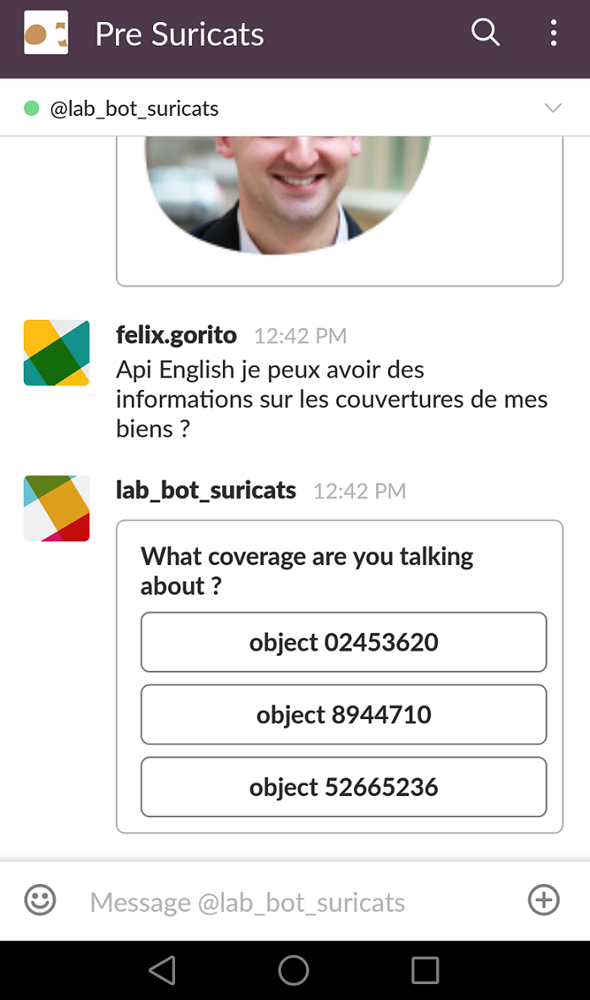 Pre Suricats
@lab_bot_suricats
felix.gorito 12:42 PM
Api English je peux avoir des
informations sur les couvertures de mes
biens ?
lab_bot_suricats 12:42 PM
What coverage are you talking
about ?
object 02453620
object 8944710
object 52665236
Message @lab_bot_suricats